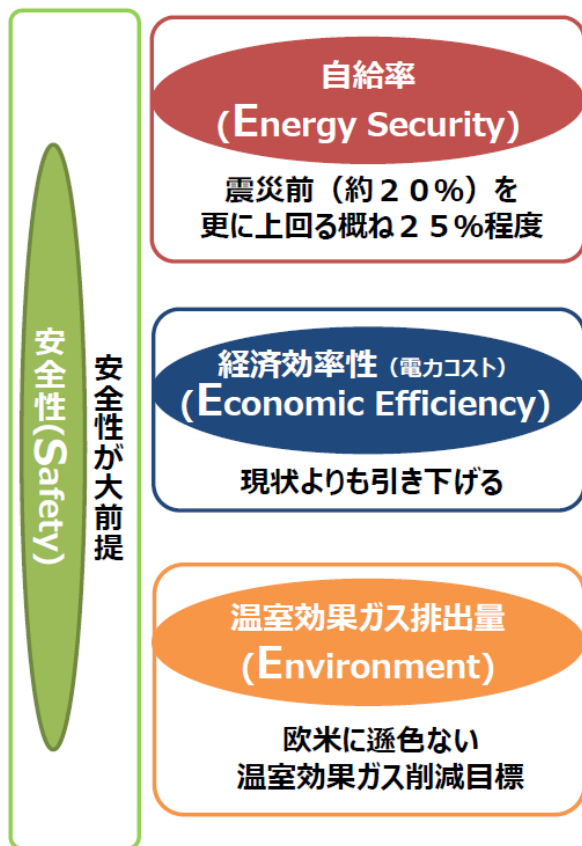 安全性(Safety)
安全性が大前提
自給率
(Energy Security)
震災前（約２０％）を
更に上回る概ね２５％程度
経済効率性（電力コスト）
(Economic Efficiency)
現状よりも引き下げる
温室効果ガス排出量
(Environment)
欧米に遜色ない
温室効果ガス削減目標